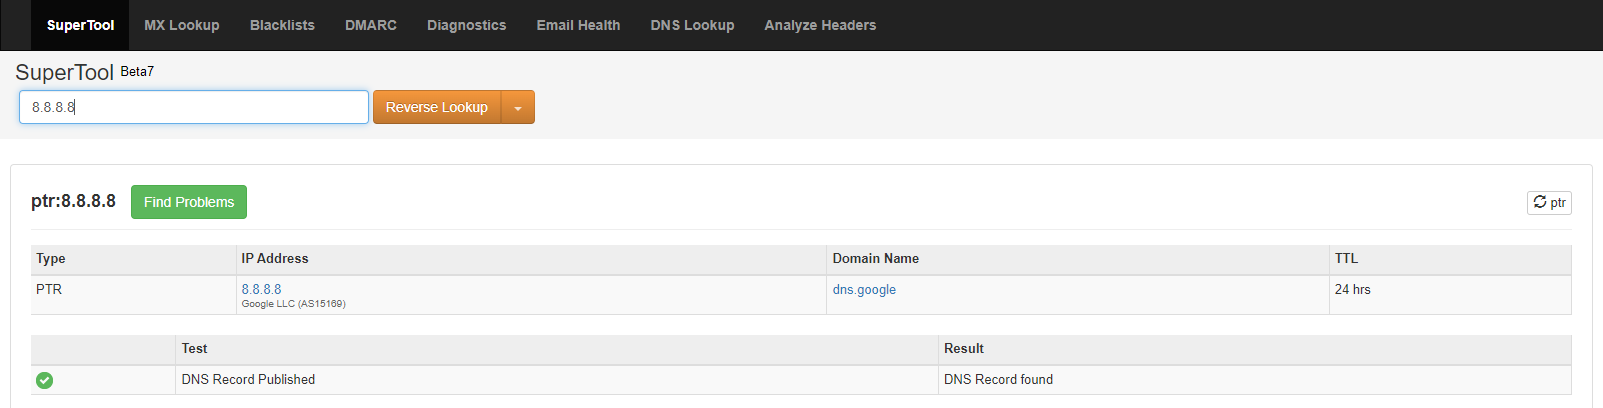 SuperTool MX Lookup Blacklists DMARC Diagnostics Email Health DNS Lookup Analyze Headers
SuperTool Beta7
8.8.8.8 Reverse Lookup
ptr:8.8.8.8 Find Problems ptr
Type IP Address Domain Name TTL
PTR 8.8.8.8 dns.google 24 hrs
Google LLC (AS15169)
Test Result
DNS Record Published DNS Record found